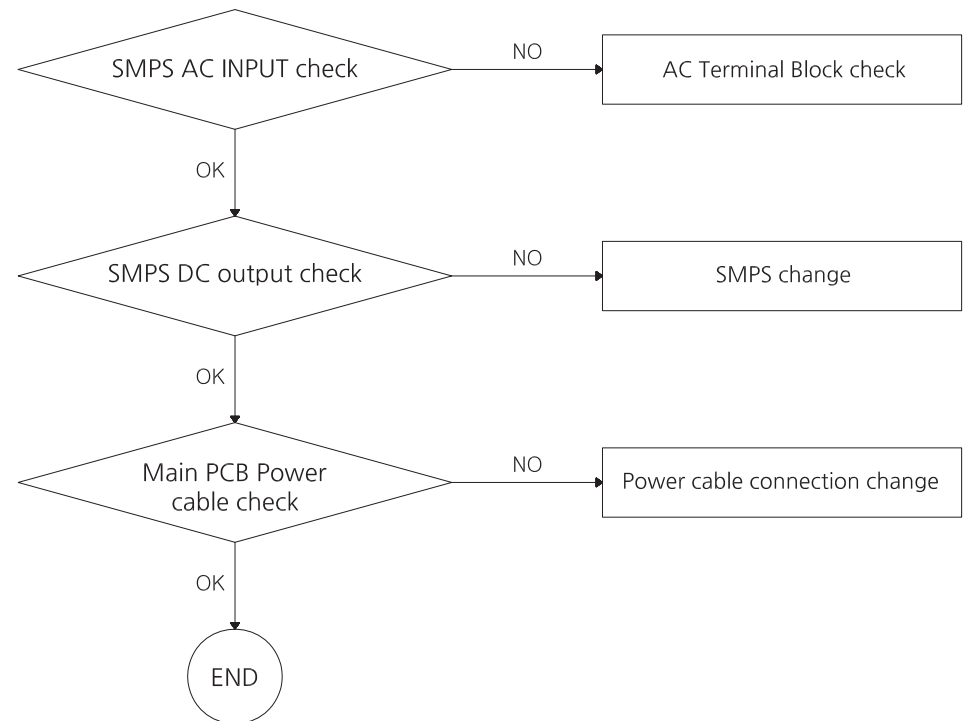 SMPS AC INPUT check
NO
AC Terminal Block check
OK
SMPS DC output check
NO
SMPS change
OK
Main PCB Power
cable check
NO
Power cable connection change
OK
END